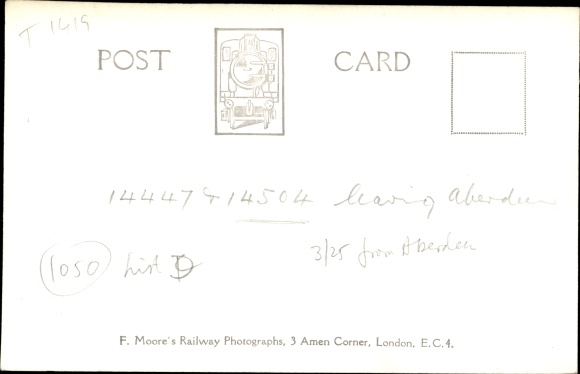 T 1619
POST CARD
14447 & 14504 leaving Aberdeen
3/25 from Aberdeen
1050 List D
F. Moore's Railway Photographs, 3 Amen Corner, London, E.C.4.